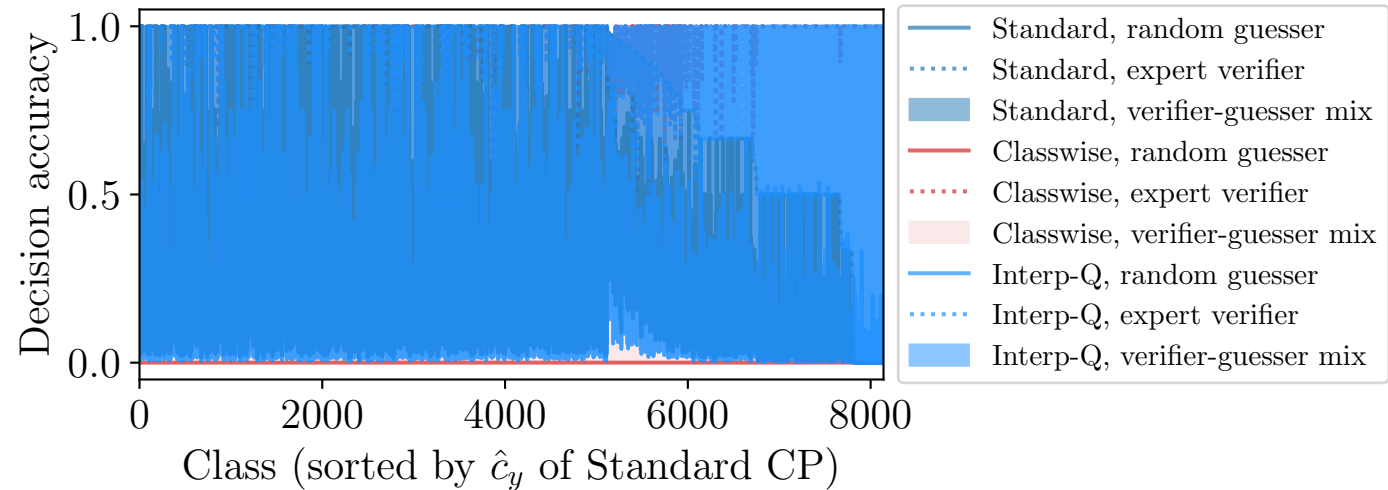 Decision accuracy
1.0
0.5
0.0
0
2000
4000
6000
8000
Class (sorted by ĉ_y of Standard CP)
Standard, random guesser
Standard, expert verifier
Standard, verifier-guesser mix
Classwise, random guesser
Classwise, expert verifier
Classwise, verifier-guesser mix
Interp-Q, random guesser
Interp-Q, expert verifier
Interp-Q, verifier-guesser mix